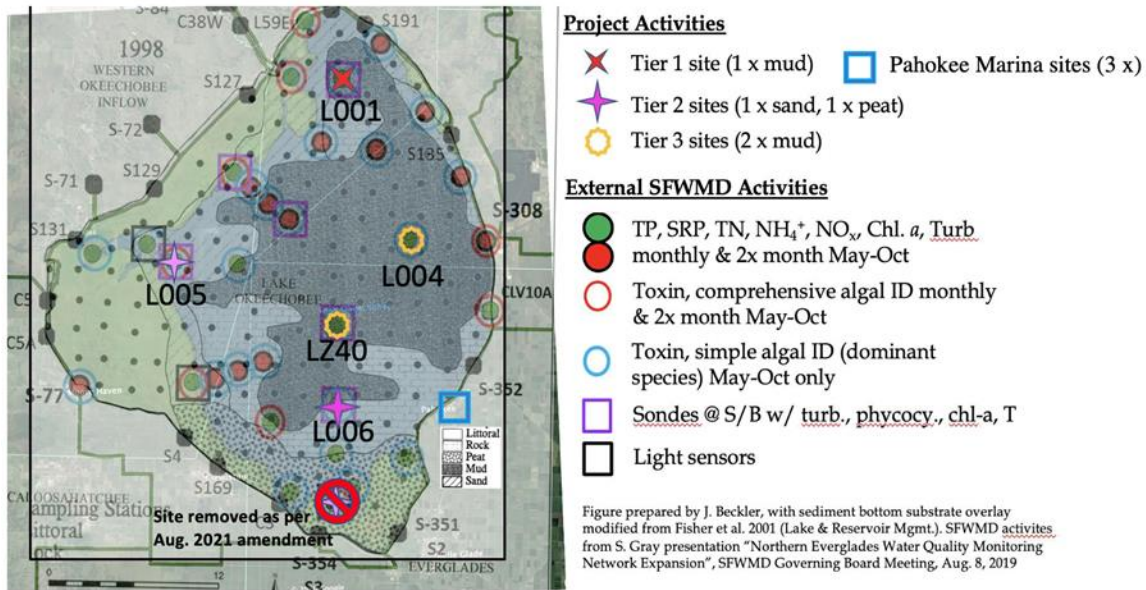 S-84
C38W
L59E
S191
1998
WESTERN
OKEECHOBEE
INFLOW
S127
L001
S-72
S135
S129
S-71
S-308
S131
L004
L005
LAKE
OKEECHOBEE
CLV10A
C5
C5A
LZ40
S-352
S-77
L006
Littoral
Rock
Peat
Mud
Sand
S4
S169
CALOOSAHATCHEE
ampling Station
ittoral
ock
Site removed as per
Aug. 2021 amendment
C3
S-351
S2
EVERGLADES
S-354
S3
0
12
Project Activities
Tier 1 site (1 x mud)
Pahokee Marina sites (3 x)
Tier 2 sites (1 x sand, 1 x peat)
Tier 3 sites (2 x mud)
External SFWMD Activities
TP, SRP, TN, NH₄⁺, NOₓ, Chl. a, Turb
monthly & 2x month May-Oct
Toxin, comprehensive algal ID monthly
& 2x month May-Oct
Toxin, simple algal ID (dominant
species) May-Oct only
Sondes @ S/B w/ turb., phycocy., chl-a, T
Light sensors
Figure prepared by J. Beckler, with sediment bottom substrate overlay
modified from Fisher et al. 2001 (Lake & Reservoir Mgmt.). SFWMD activites
from S. Gray presentation "Northern Everglades Water Quality Monitoring
Network Expansion", SFWMD Governing Board Meeting, Aug. 8, 2019